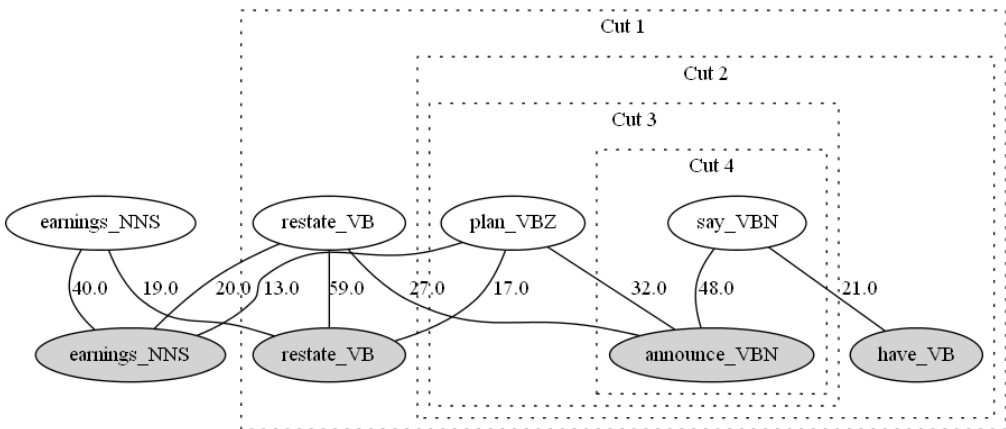 Cut 1
Cut 2
Cut 3
Cut 4
earnings_NNS restate_VB plan_VBZ say_VBN
40.0 19.0 20.0 13.0 59.0 27.0 17.0 32.0 48.0 21.0
earnings_NNS restate_VB announce_VBN have_VB